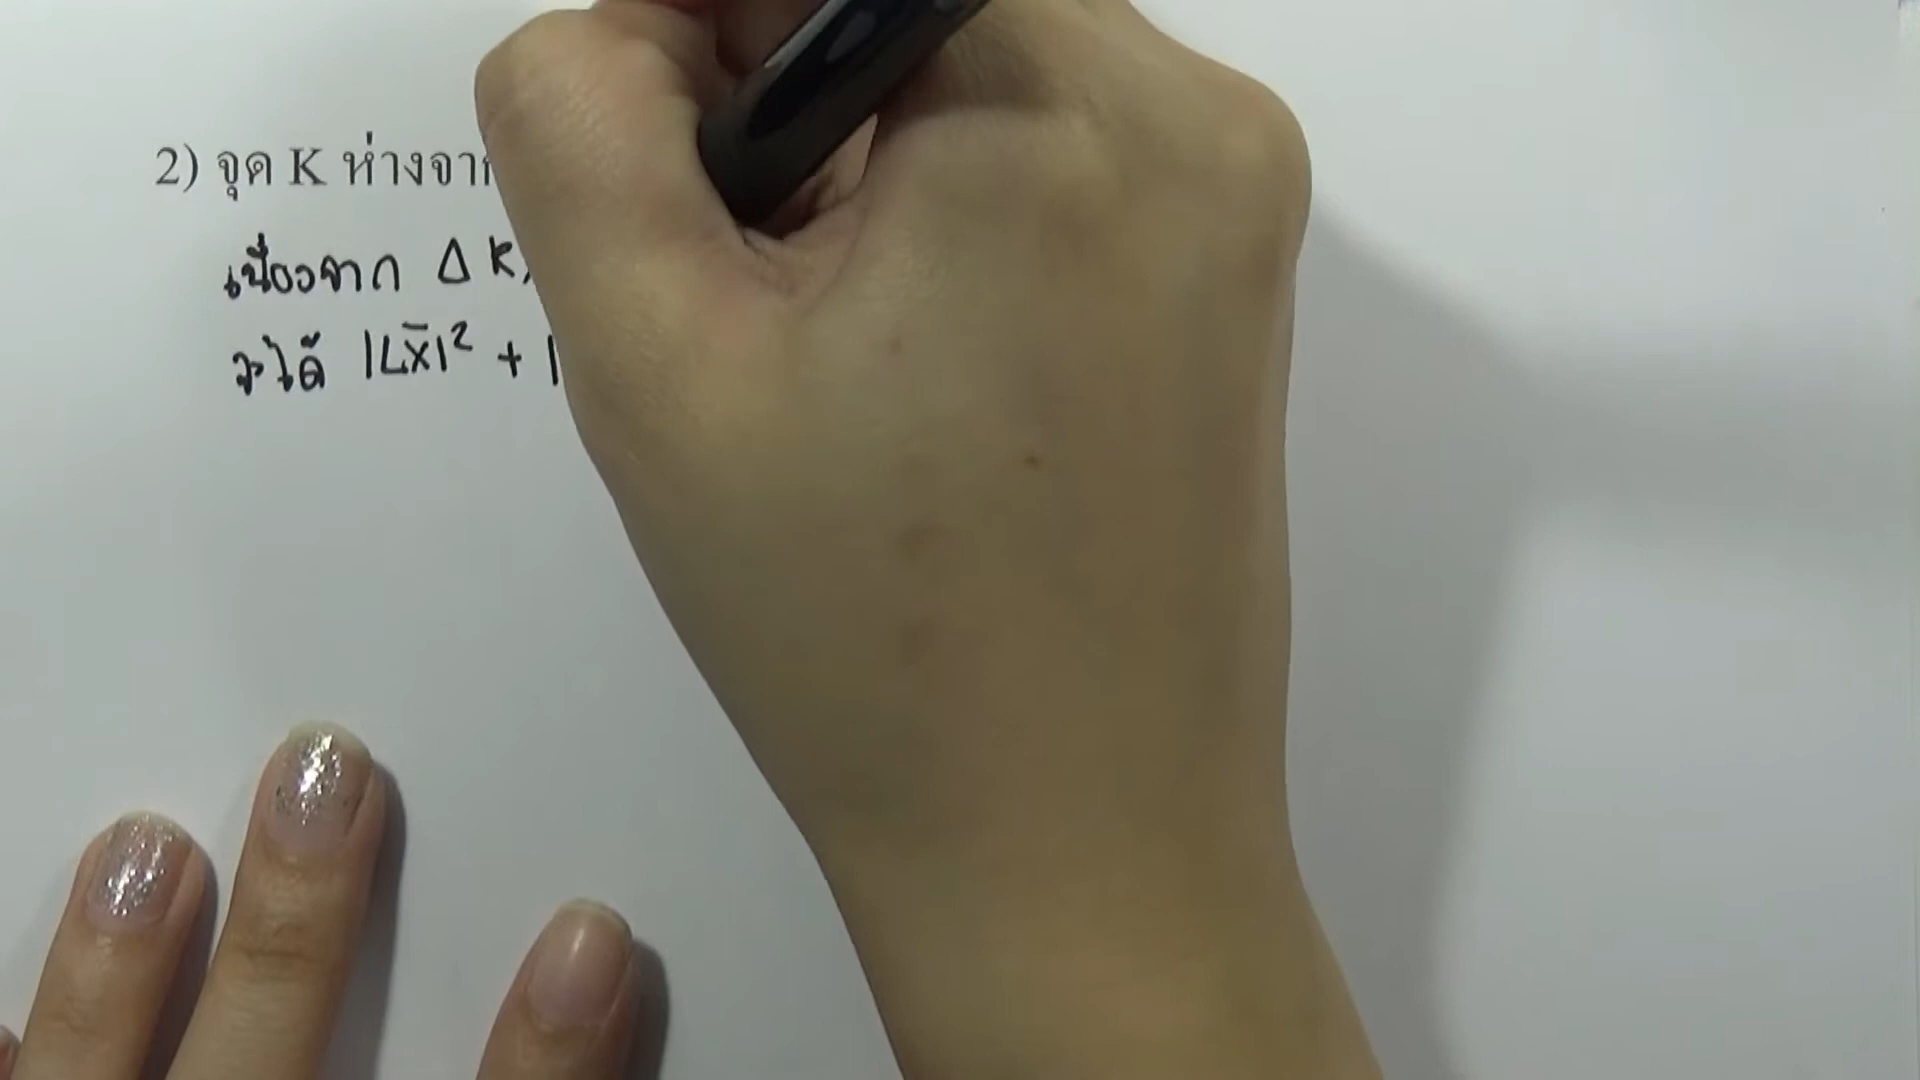 2) จุด K ห่างจาก
เนื่องจาก Δ K
จะได้ |LX̄|² + |